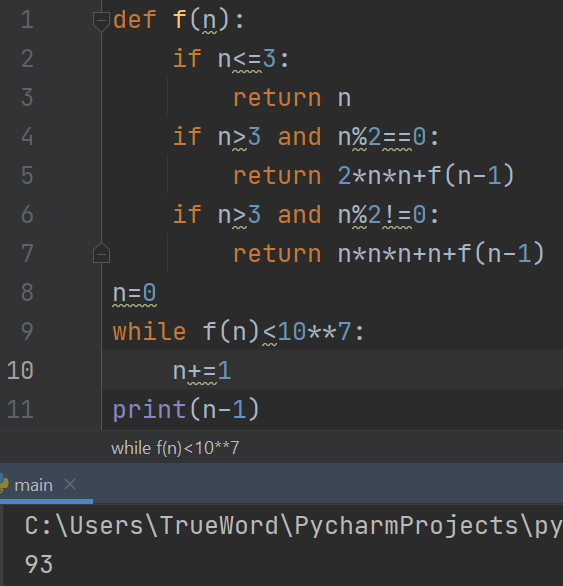 1 def f(n):
2 if n<=3:
3 return n
4 if n>3 and n%2==0:
5 return 2*n*n+f(n-1)
6 if n>3 and n%2!=0:
7 return n*n*n+n+f(n-1)
8 n=0
9 while f(n)<10**7:
10 n+=1
11 print(n-1)
while f(n)<10**7
main ×
C:\Users\TrueWord\PycharmProjects\py
93